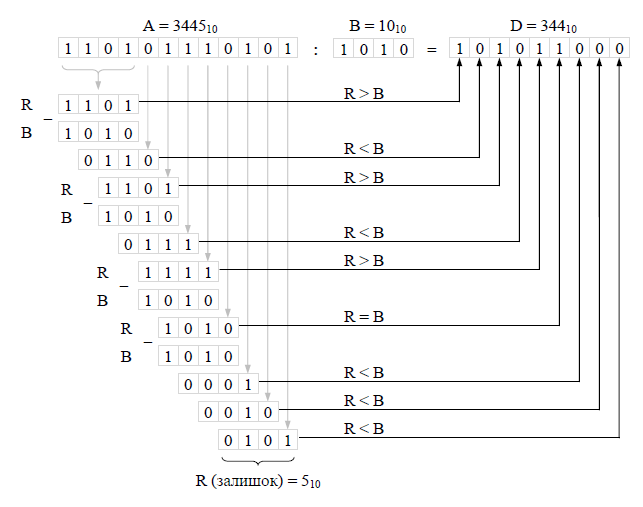 A = 3445₁₀ B = 10₁₀ D = 344₁₀
1 1 0 1 0 1 1 1 0 1 0 1 : 1 0 1 0 = 1 0 1 0 1 1 0 0 0
R 1 1 0 1 R > B
–
B 1 0 1 0
0 1 1 0 R < B
R 1 1 0 1 R > B
–
B 1 0 1 0
0 1 1 1 R < B
R 1 1 1 1 R > B
–
B 1 0 1 0
R 1 0 1 0 R = B
–
B 1 0 1 0
0 0 0 1 R < B
0 0 1 0 R < B
0 1 0 1 R < B
R (залишок) = 5₁₀